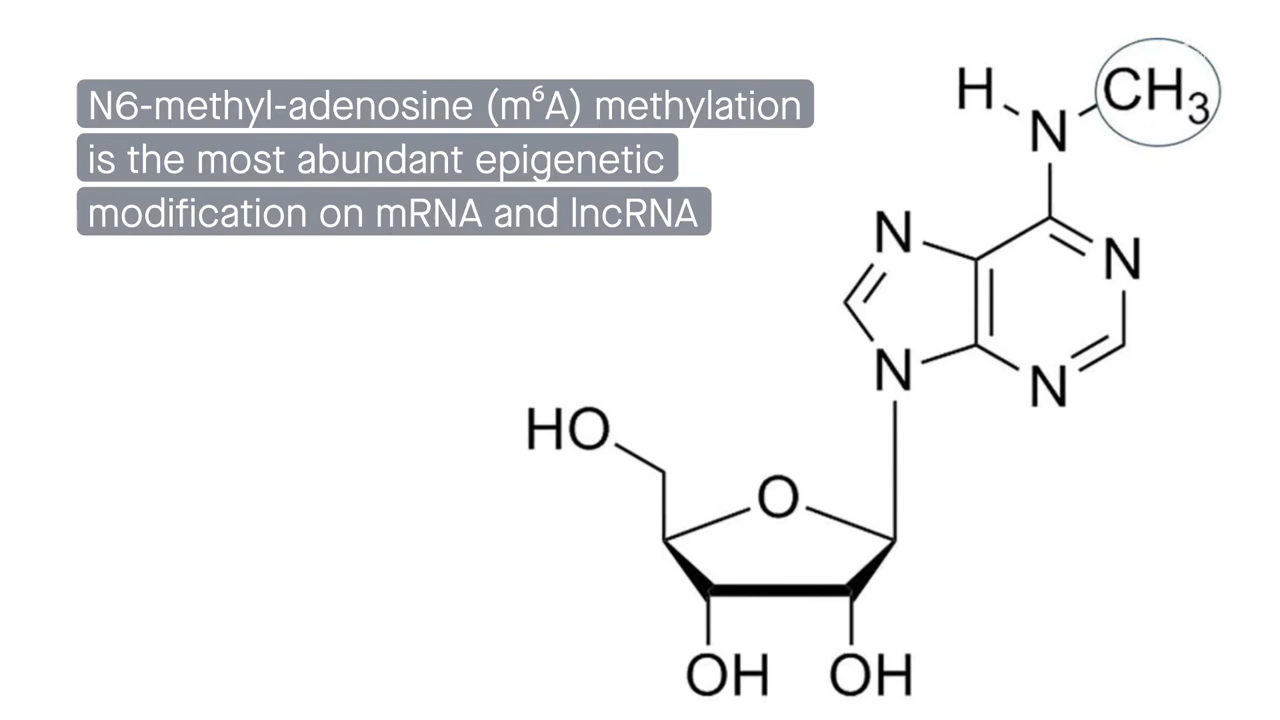 N6-methyl-adenosine (m⁶A) methylation
is the most abundant epigenetic
modification on mRNA and lncRNA
H
CH₃
N
N
N
N
N
HO
O
OH
OH